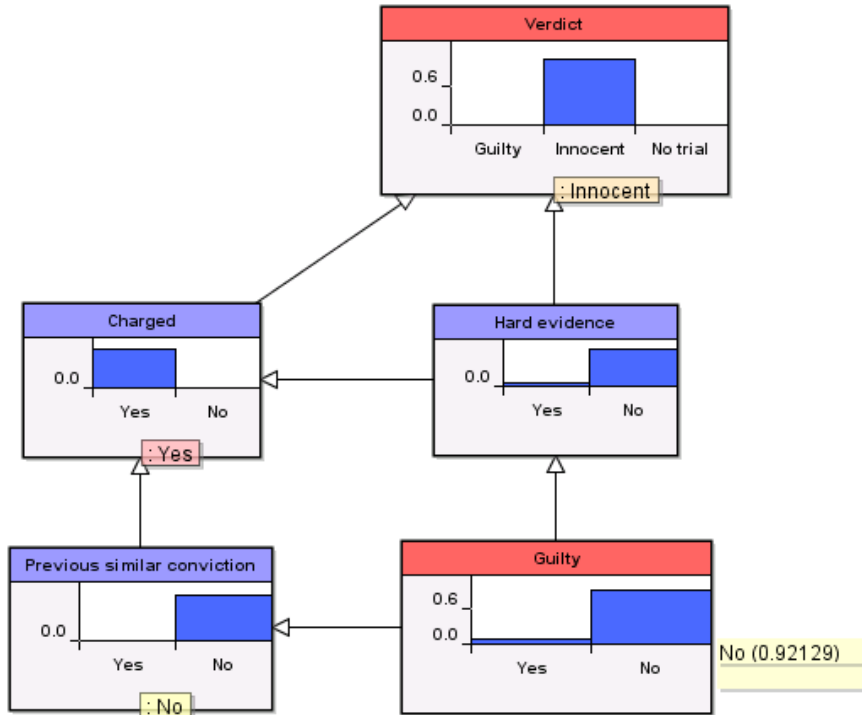 Verdict
0.6
0.0
Guilty Innocent No trial
: Innocent
Charged
0.0
Yes No
: Yes
Hard evidence
0.0
Yes No
Previous similar conviction
0.0
Yes No
: No
Guilty
0.6
0.0
Yes No
No (0.92129)